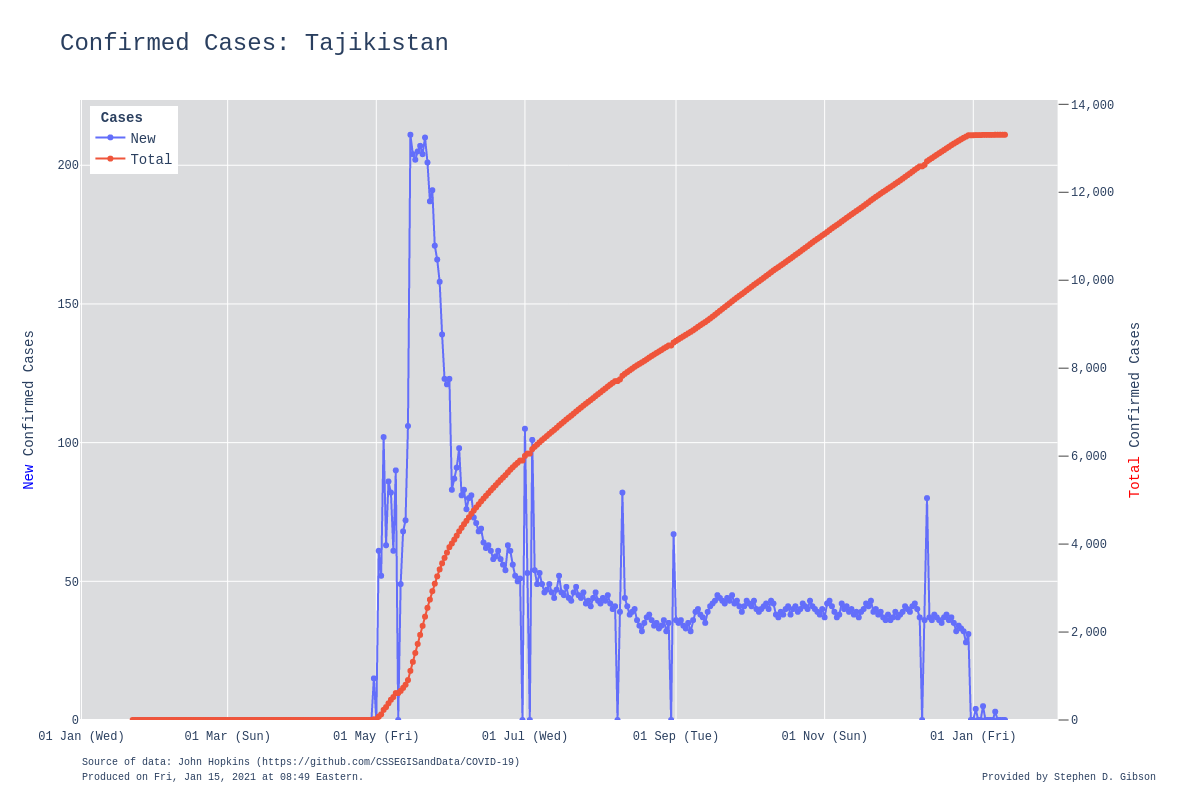 Confirmed Cases: Tajikistan
Cases
New
Total
200
150
100
50
0
New Confirmed Cases
14,000
12,000
10,000
8,000
6,000
4,000
2,000
0
Total Confirmed Cases
01 Jan (Wed)
01 Mar (Sun)
01 May (Fri)
01 Jul (Wed)
01 Sep (Tue)
01 Nov (Sun)
01 Jan (Fri)
Source of data: John Hopkins (https://github.com/CSSEGISandData/COVID-19)
Produced on Fri, Jan 15, 2021 at 08:49 Eastern.
Provided by Stephen D. Gibson